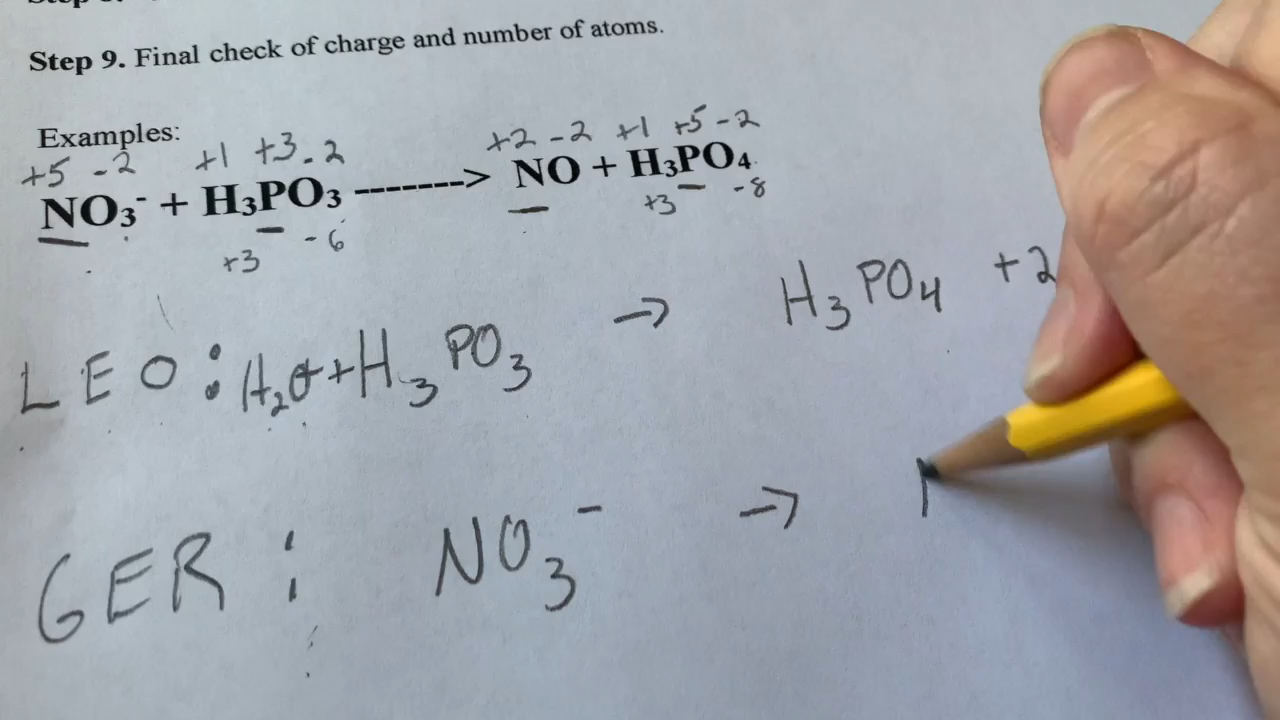 Step 9. Final check of charge and number of atoms.
Examples:
+5 -2 +1 +3 -2 +2 -2 +1 +5 -2
NO₃⁻ + H₃PO₃ -------> NO + H₃PO₄
+3 -6 +3 -8
LEO: H₂O + H₃PO₃ → H₃PO₄ +2
GER: NO₃⁻ →